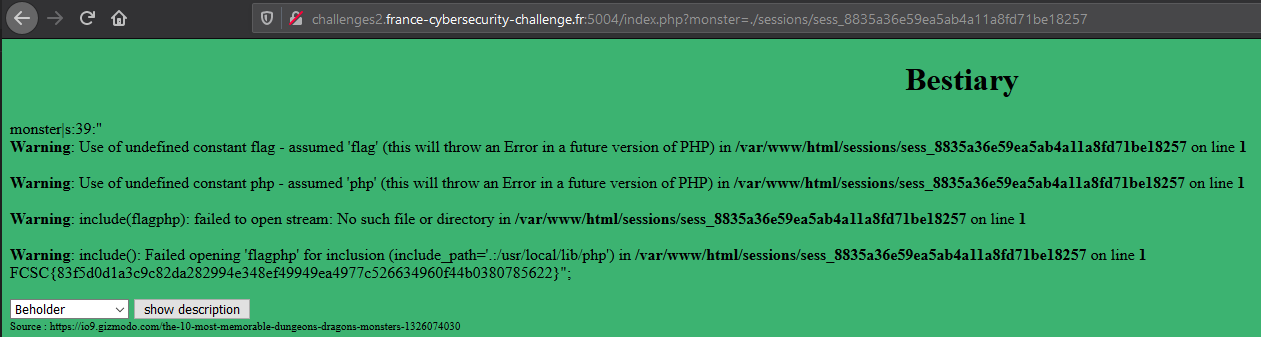 challenges2.france-cybersecurity-challenge.fr:5004/index.php?monster=./sessions/sess_8835a36e59ea5ab4a11a8fd71be18257
Bestiary
monster|s:39:"
Warning: Use of undefined constant flag - assumed 'flag' (this will throw an Error in a future version of PHP) in /var/www/html/sessions/sess_8835a36e59ea5ab4a11a8fd71be18257 on line 1
Warning: Use of undefined constant php - assumed 'php' (this will throw an Error in a future version of PHP) in /var/www/html/sessions/sess_8835a36e59ea5ab4a11a8fd71be18257 on line 1
Warning: include(flagphp): failed to open stream: No such file or directory in /var/www/html/sessions/sess_8835a36e59ea5ab4a11a8fd71be18257 on line 1
Warning: include(): Failed opening 'flagphp' for inclusion (include_path='.:/usr/local/lib/php') in /var/www/html/sessions/sess_8835a36e59ea5ab4a11a8fd71be18257 on line 1
FCSC{83f5d0d1a3c9c82da282994e348ef49949ea4977c526634960f44b0380785622}";
Beholder show description
Source : https://io9.gizmodo.com/the-10-most-memorable-dungeons-dragons-monsters-1326074030